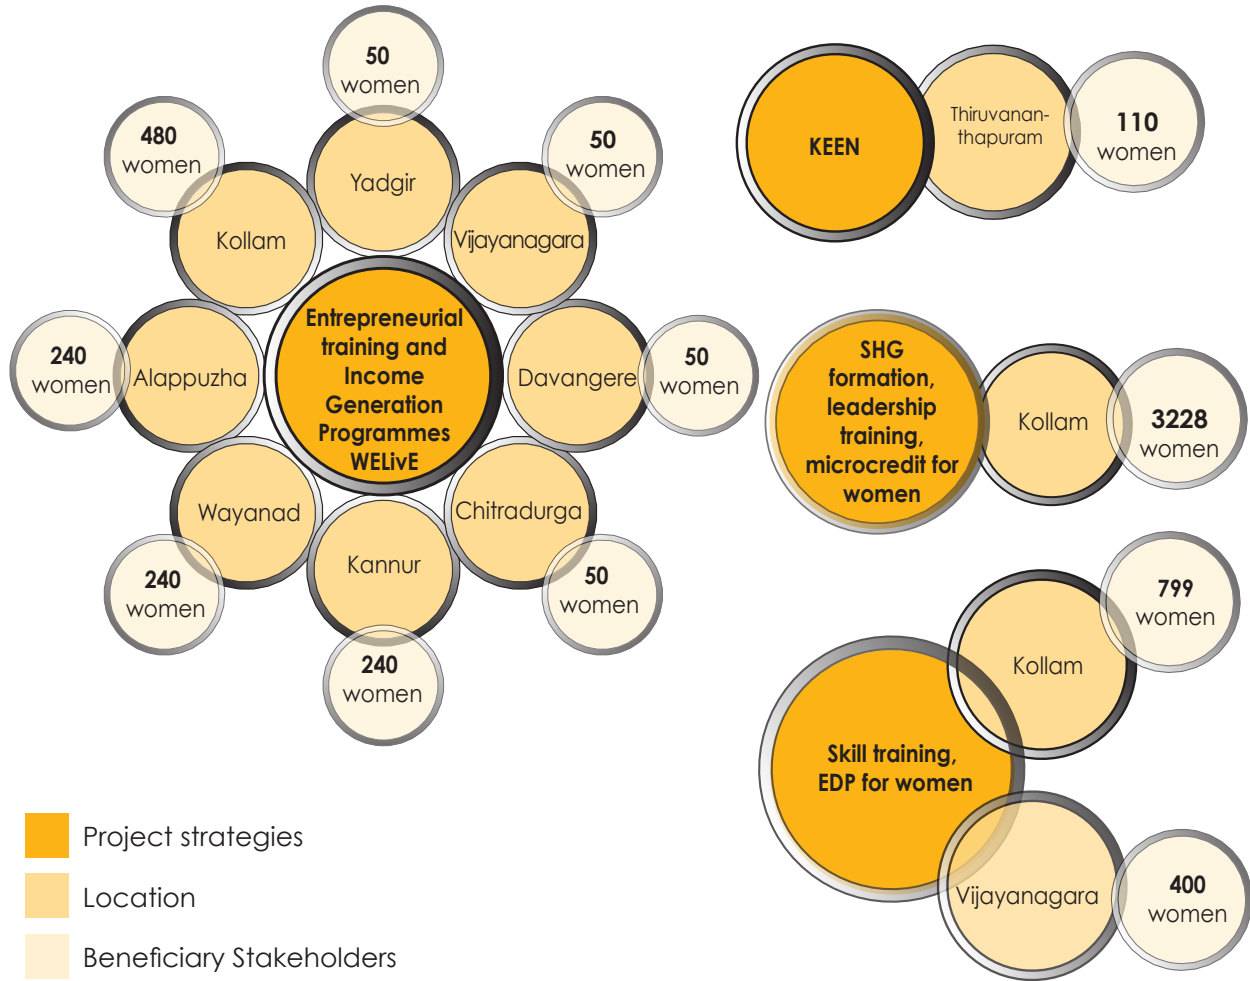 50
women
480
women
50
women
Yadgir
Kollam
Vijayanagara
240
women
Alappuzha
Entrepreneurial
training and
Income
Generation
Programmes
WELivE
Davangere
50
women
Wayanad
Chitradurga
Kannur
240
women
50
women
240
women
KEEN
Thiruvanan-
thapuram
110
women
SHG
formation,
leadership
training,
microcredit for
women
Kollam
3228
women
799
women
Kollam
Skill training,
EDP for women
Vijayanagara
400
women
Project strategies
Location
Beneficiary Stakeholders